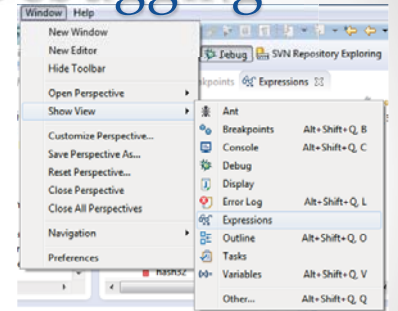 Window Help
New Window
New Editor
Hide Toolbar
Open Perspective
Show View
Customize Perspective...
Save Perspective As...
Reset Perspective...
Close Perspective
Close All Perspectives
Navigation
Preferences
Debug SVN Repository Exploring
Expressions
Ant
Breakpoints Alt+Shift+Q, B
Console Alt+Shift+Q, C
Debug
Display
Error Log Alt+Shift+Q, L
Expressions
Outline Alt+Shift+Q, O
Tasks
Variables Alt+Shift+Q, V
Other... Alt+Shift+Q, Q
hash32